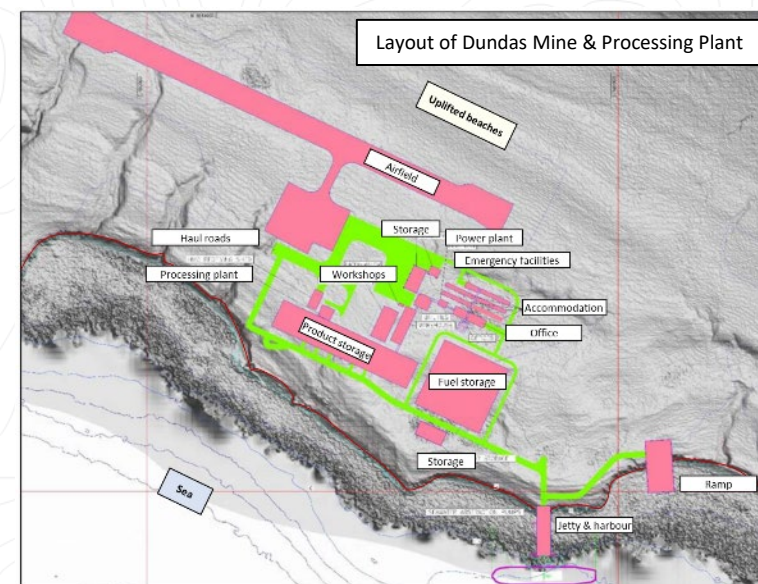 Layout of Dundas Mine & Processing Plant
Uplifted beaches
Airfield
Storage
Haul roads
Power plant
Emergency facilities
Processing plant
Workshops
Accommodation
Product storage
Office
Fuel storage
Storage
Sea
Ramp
Jetty & harbour